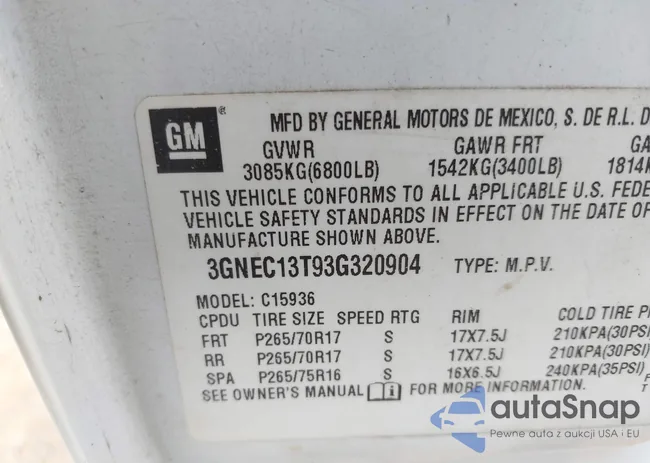 GM ®
MFD BY GENERAL MOTORS DE MEXICO, S. DE R.L. D
GVWR GAWR FRT GA
3085KG(6800LB) 1542KG(3400LB) 1814K
THIS VEHICLE CONFORMS TO ALL APPLICABLE U.S. FEDE
VEHICLE SAFETY STANDARDS IN EFFECT ON THE DATE OF
MANUFACTURE SHOWN ABOVE.
3GNEC13T93G320904 TYPE: M.P.V.
MODEL: C15936
CPDU TIRE SIZE SPEED RTG RIM COLD TIRE P
FRT P265/70R17 S 17X7.5J 210KPA(30PSI)
RR P265/70R17 S 17X7.5J 210KPA(30PSI)
SPA P265/75R16 S 16X6.5J 240KPA(35PSI)
SEE OWNER'S MANUAL i FOR MORE INFORMATION.
autaSnap
Pewne auta z aukcji USA i EU